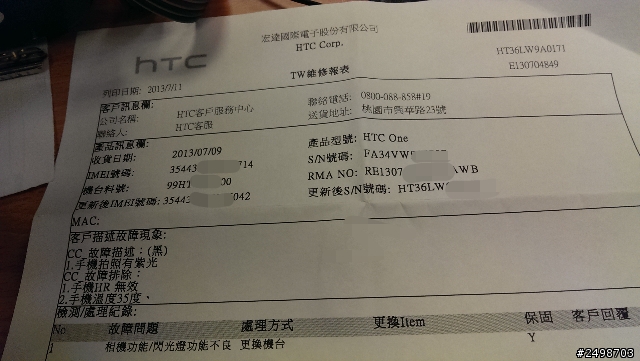 宏達國際電子股份有限公司
HTC Corp.
hTC
TW維修報表
HT36LW9A0171
E130704849
列印日期: 2013/7/11
客戶訊息欄:
公司名稱: HTC客戶服務中心
聯絡電話: 0800-088-858#19
聯絡人: HTC客服
送貨地址: 桃園市興華路23號
產品訊息欄:
收貨日期: 2013/07/09
產品型號: HTC One
IMEI號碼: 35443 714
S/N號碼: FA34VW
機台料號: 99HT 00
RMA NO: RE1307 AWB
更新後IMEI號碼: 35443 042
更新後S/N號碼: HT36LW
MAC:
客戶描述故障現象:
CC_故障描述:(黑)
1.手機拍照有紫光
CC_故障排除:
1.手機HR 無效
2.手機溫度35度、
檢測/處理紀錄:
No 故障問題 處理方式 更換Item 保固 客戶回覆
1 相機功能/閃光燈功能不良 更換機台 Y
#2498703